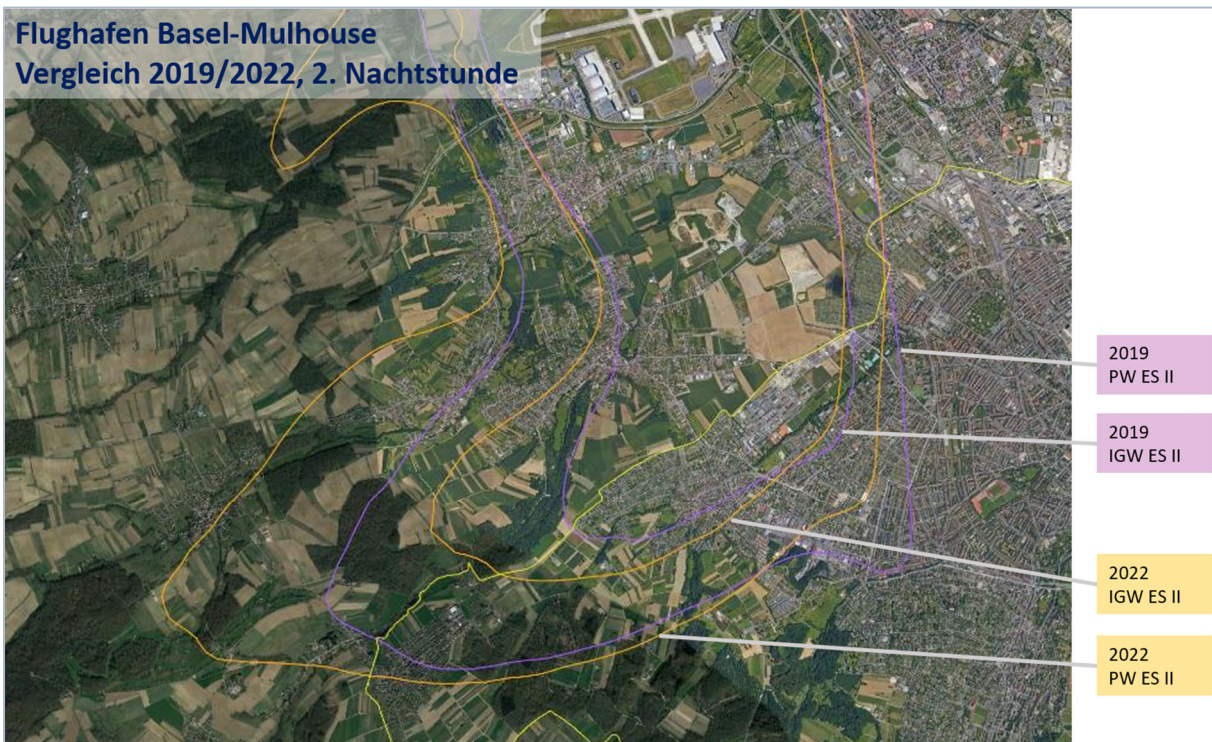 Flughafen Basel-Mulhouse
Vergleich 2019/2022, 2. Nachtstunde
2019
PW ES II
2019
IGW ES II
2022
IGW ES II
2022
PW ES II